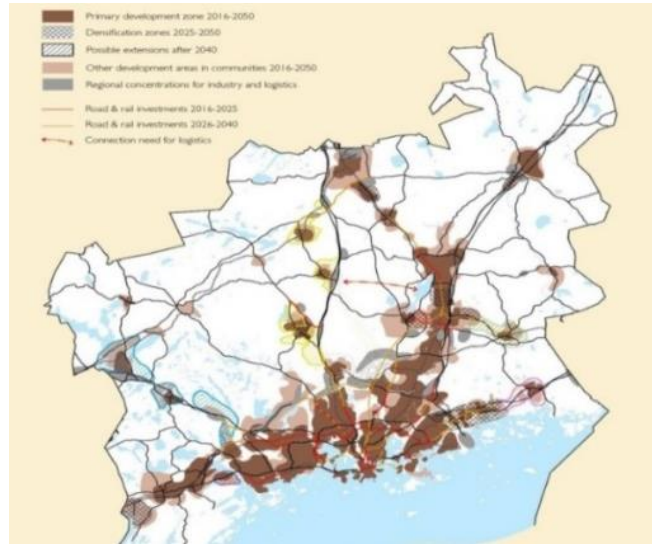 Primary development zone 2016-2050
Densification zones 2025-2050
Possible extensions after 2040
Other development areas in communities 2016-2050
Regional concentrations for industry and logistics
Road & rail investments 2016-2025
Road & rail investments 2026-2040
Connection need for logistics